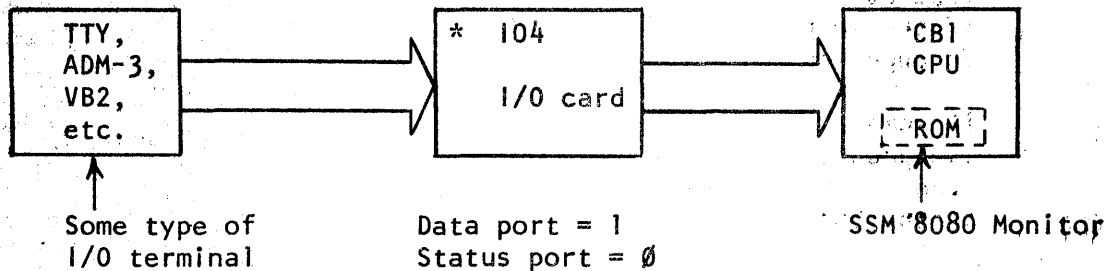 TTY,
ADM-3,
VB2,
etc.
* IO4
I/O card
CB1
CPU
ROM
Some type of
I/O terminal
Data port = 1
Status port = Ø
SSM 8080 Monitor